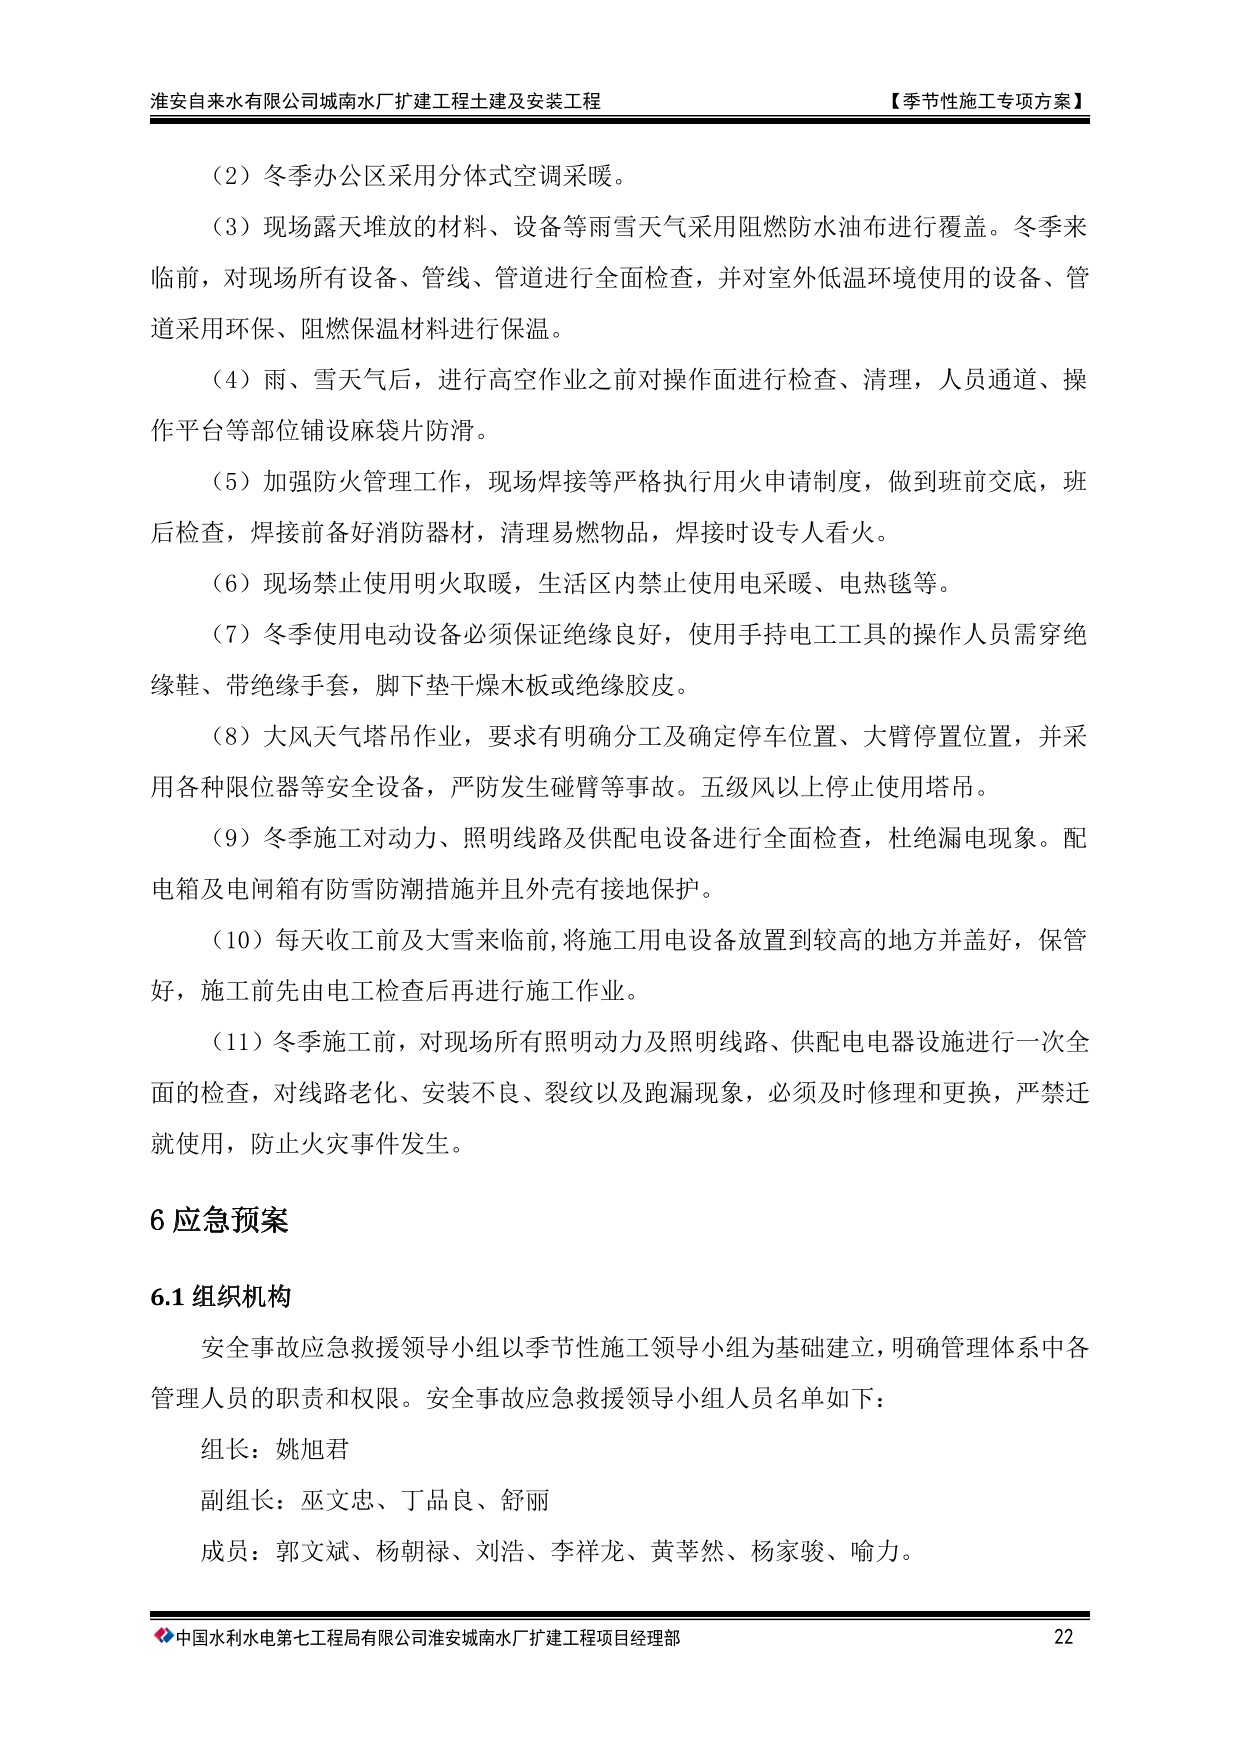 淮安自来水有限公司城南水厂扩建工程土建及安装工程 【季节性施工专项方案】
（2）冬季办公区采用分体式空调采暖。
（3）现场露天堆放的材料、设备等雨雪天气采用阻燃防水油布进行覆盖。冬季来
临前，对现场所有设备、管线、管道进行全面检查，并对室外低温环境使用的设备、管
道采用环保、阻燃保温材料进行保温。
（4）雨、雪天气后，进行高空作业之前对操作面进行检查、清理，人员通道、操
作平台等部位铺设麻袋片防滑。
（5）加强防火管理工作，现场焊接等严格执行用火申请制度，做到班前交底，班
后检查，焊接前备好消防器材，清理易燃物品，焊接时设专人看火。
（6）现场禁止使用明火取暖，生活区内禁止使用电采暖、电热毯等。
（7）冬季使用电动设备必须保证绝缘良好，使用手持电工工具的操作人员需穿绝
缘鞋、带绝缘手套，脚下垫干燥木板或绝缘胶皮。
（8）大风天气塔吊作业，要求有明确分工及确定停车位置、大臂停置位置，并采
用各种限位器等安全设备，严防发生碰臂等事故。五级风以上停止使用塔吊。
（9）冬季施工对动力、照明线路及供配电设备进行全面检查，杜绝漏电现象。配
电箱及电闸箱有防雪防潮措施并且外壳有接地保护。
（10）每天收工前及大雪来临前,将施工用电设备放置到较高的地方并盖好，保管
好，施工前先由电工检查后再进行施工作业。
（11）冬季施工前，对现场所有照明动力及照明线路、供配电电器设施进行一次全
面的检查，对线路老化、安装不良、裂纹以及跑漏现象，必须及时修理和更换，严禁迁
就使用，防止火灾事件发生。
6 应急预案
6.1 组织机构
安全事故应急救援领导小组以季节性施工领导小组为基础建立，明确管理体系中各
管理人员的职责和权限。安全事故应急救援领导小组人员名单如下：
组长：姚旭君
副组长：巫文忠、丁品良、舒丽
成员：郭文斌、杨朝禄、刘浩、李祥龙、黄莘然、杨家骏、喻力。
中国水利水电第七工程局有限公司淮安城南水厂扩建工程项目经理部 22